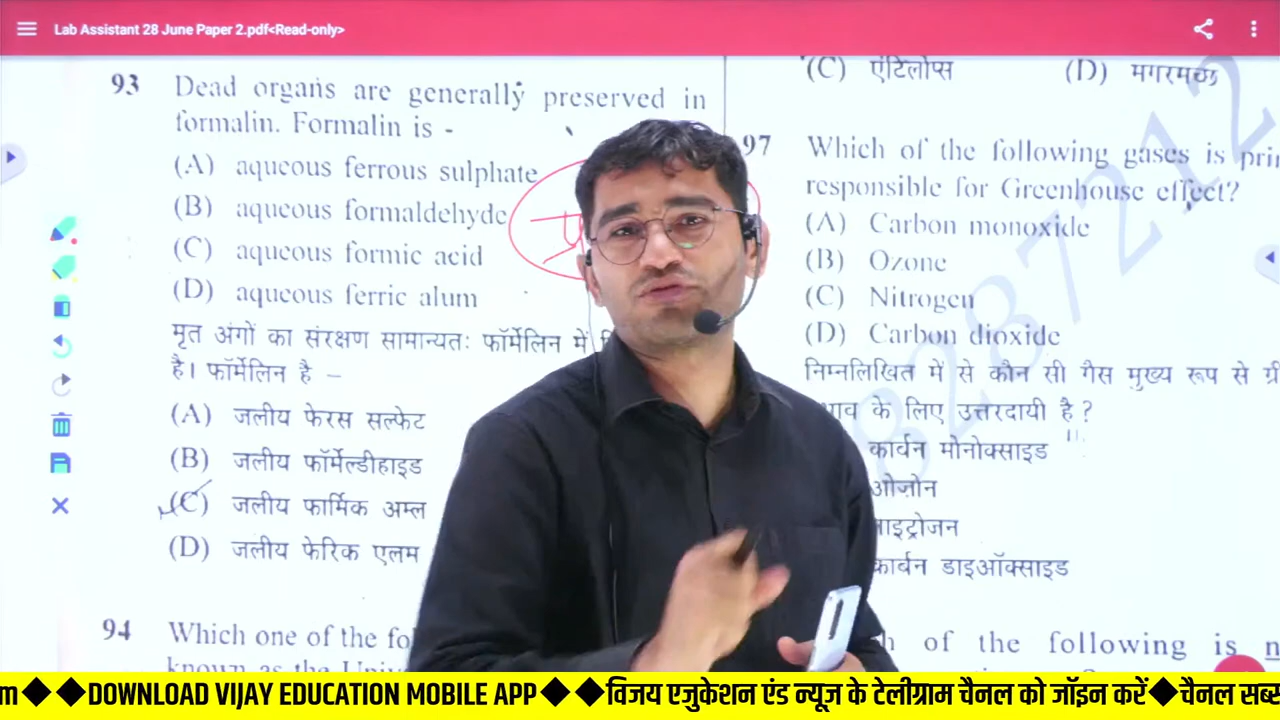 Lab Assistant 28 June Paper 2.pdf<Read-only>
93 Dead organs are generally preserved in
formalin. Formalin is -
(A) aqueous ferrous sulphate
(B) aqueous formaldehyde
(C) aqueous formic acid
(D) aqueous ferric alum
मृत अंगों का संरक्षण सामान्यतः फॉर्मेलिन में
है। फॉर्मेलिन है –
(A) जलीय फेरस सल्फेट
(B) जलीय फॉर्मेल्डीहाइड
(C) जलीय फार्मिक अम्ल
(D) जलीय फेरिक एलम
94 Which one of the
known as the
(C) एंटिलोप्स (D) मगरमच्छ
97 Which of the following gases is
responsible for Greenhouse effect?
(A) Carbon monoxide
(B) Ozone
(C) Nitrogen
(D) Carbon dioxide
निम्नलिखित में से कौन सी गैस मुख्य रूप से
के लिए उत्तरदायी है ?
कार्बन मोनोक्साइड
ओज़ोन
कार्बन डाइऑक्साइड
of the following is
8287212
◆◆DOWNLOAD VIJAY EDUCATION MOBILE APP◆◆विजय एजुकेशन एंड न्यूज के टेलीग्राम चैनल को जॉइन करें◆चैनल